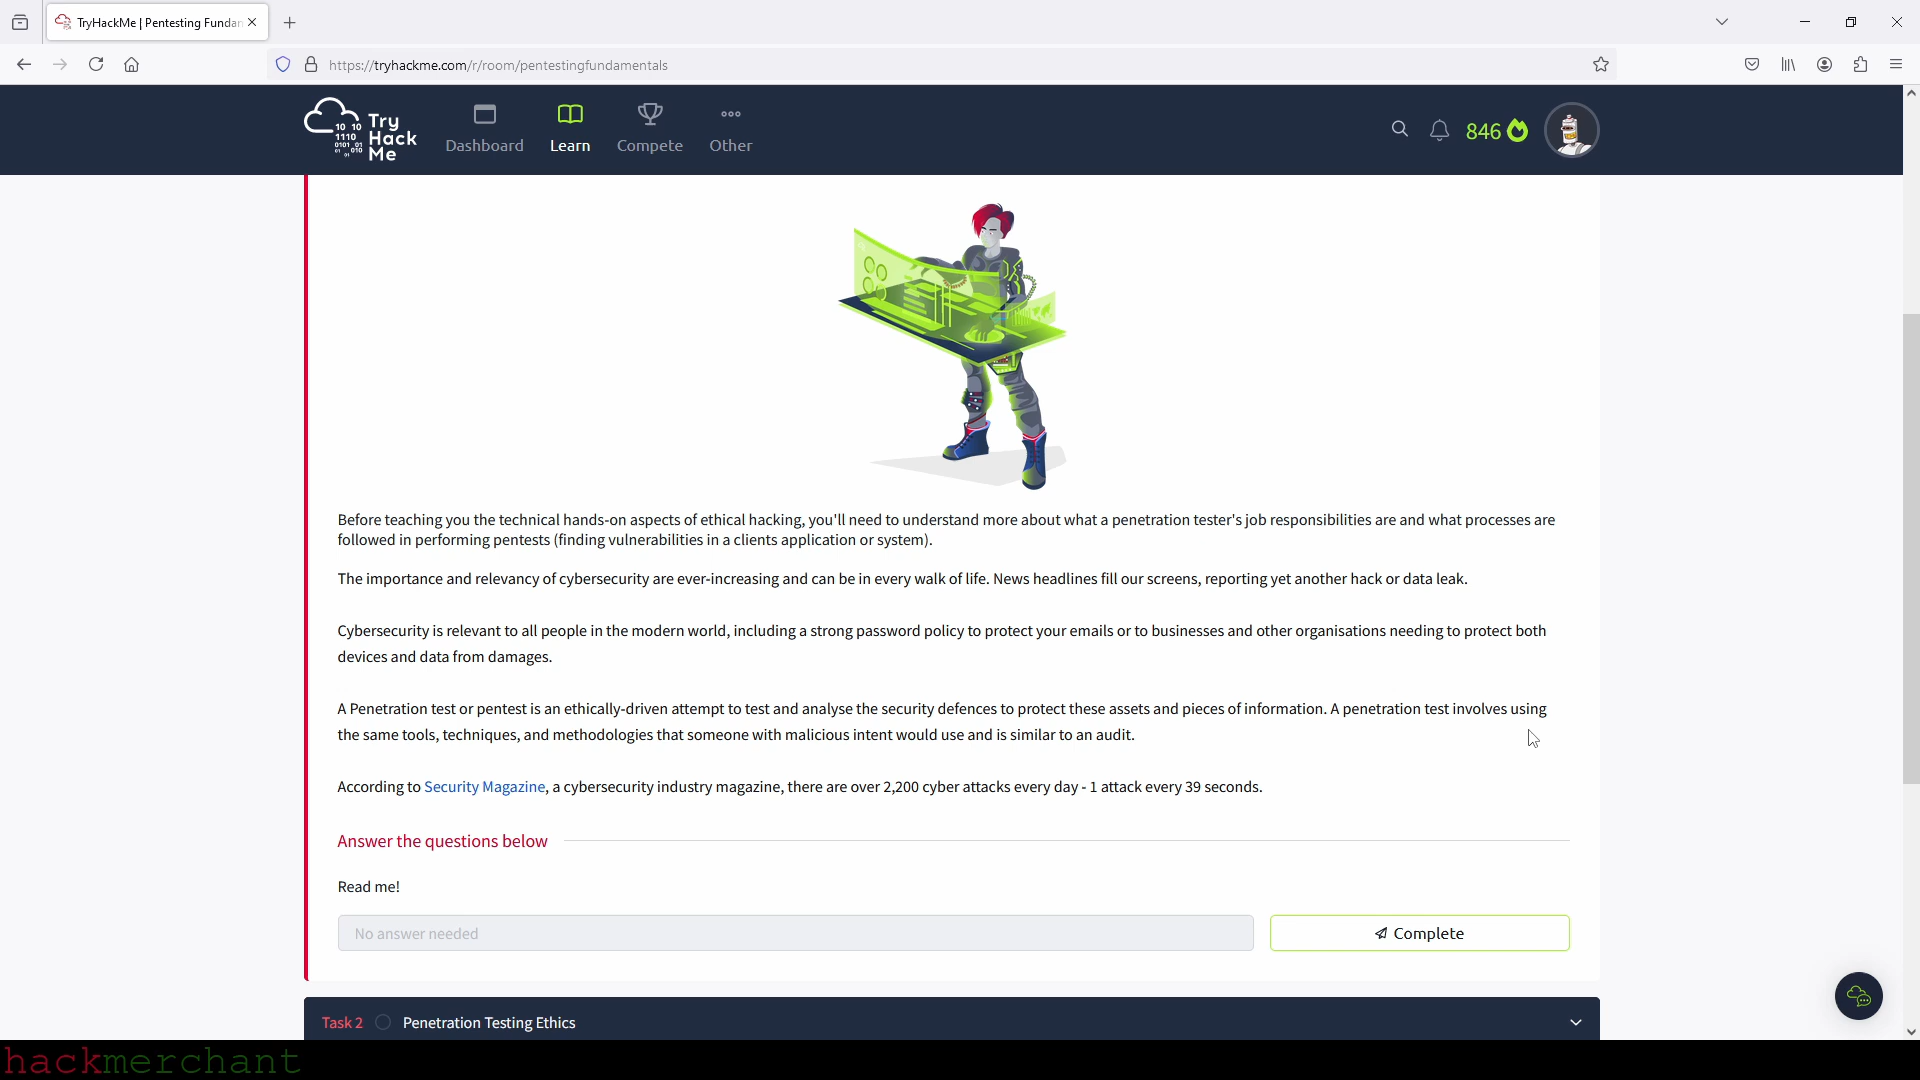 TryHackMe | Pentesting Fundan
https://tryhackme.com/r/room/pentestingfundamentals
10 10
1110
0101 01
01 010
Try
Hack
Me
Dashboard
Learn
Compete
Other
846
Before teaching you the technical hands-on aspects of ethical hacking, you'll need to understand more about what a penetration tester's job responsibilities are and what processes are
followed in performing pentests (finding vulnerabilities in a clients application or system).
The importance and relevancy of cybersecurity are ever-increasing and can be in every walk of life. News headlines fill our screens, reporting yet another hack or data leak.
Cybersecurity is relevant to all people in the modern world, including a strong password policy to protect your emails or to businesses and other organisations needing to protect both
devices and data from damages.
A Penetration test or pentest is an ethically-driven attempt to test and analyse the security defences to protect these assets and pieces of information. A penetration test involves using
the same tools, techniques, and methodologies that someone with malicious intent would use and is similar to an audit.
According to Security Magazine, a cybersecurity industry magazine, there are over 2,200 cyber attacks every day - 1 attack every 39 seconds.
Answer the questions below
Read me!
No answer needed
Complete
Task 2
Penetration Testing Ethics
hackmerchant